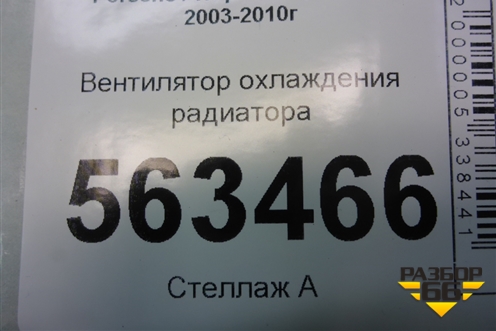 2003-2010г
Вентилятор охлаждения
радиатора
563466
Стеллаж А
2000005338441
РАЗБОР
66